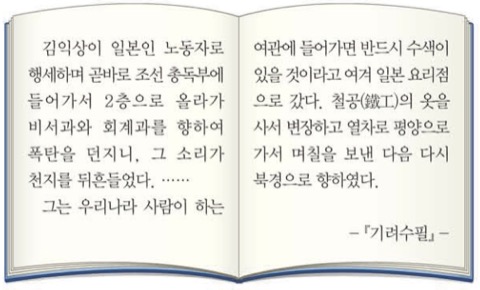 김익상이 일본인 노동자로
행세하며 곧바로 조선 총독부에
들어가서 2층으로 올라가
비서과와 회계과를 향하여
폭탄을 던지니, 그 소리가
천지를 뒤흔들었다. ……
그는 우리나라 사람이 하는
여관에 들어가면 반드시 수색이
있을 것이라고 여겨 일본 요리점
으로 갔다. 철공(鐵工)의 옷을
사서 변장하고 열차로 평양으로
가서 며칠을 보낸 다음 다시
북경으로 향하였다.
- 『기려수필』 -